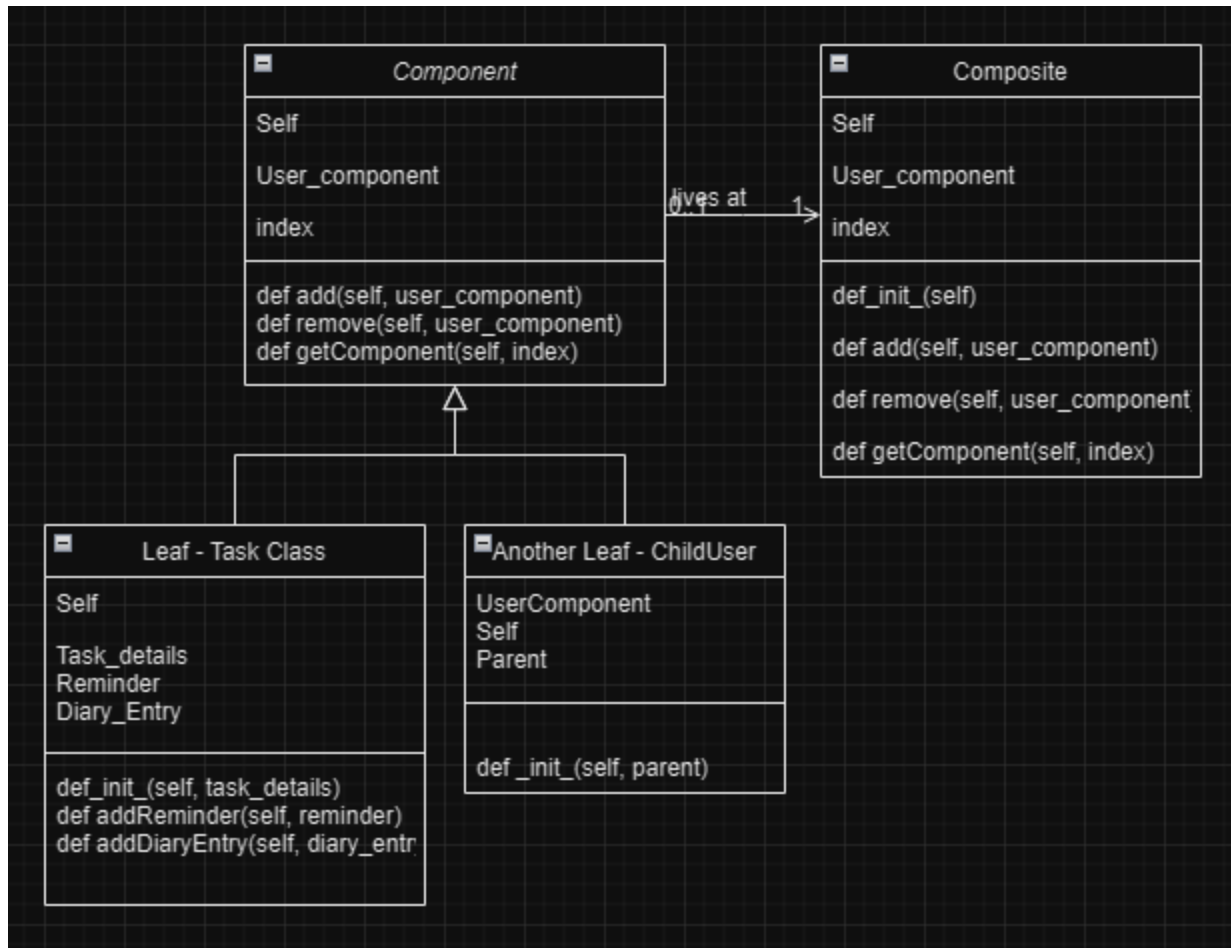 Component
Self
User_component
index
def add(self, user_component)
def remove(self, user_component)
def getComponent(self, index)
lives at
0..1
1
Composite
Self
User_component
index
def_init_(self)
def add(self, user_component)
def remove(self, user_component
def getComponent(self, index)
Leaf - Task Class
Self
Task_details
Reminder
Diary_Entry
def_init_(self, task_details)
def addReminder(self, reminder)
def addDiaryEntry(self, diary_entr
Another Leaf - ChildUser
UserComponent
Self
Parent
def _init_(self, parent)